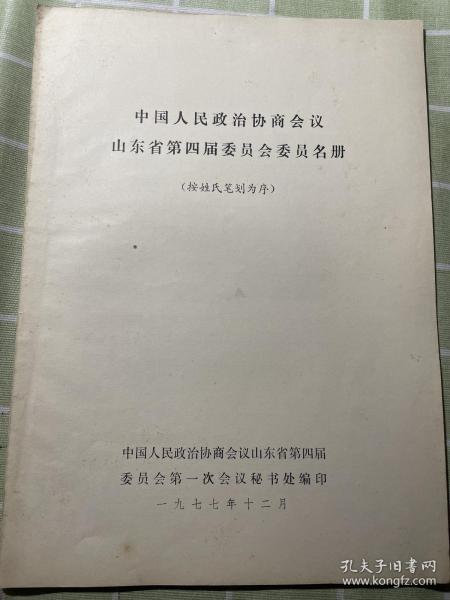 中国人民政治协商会议
山东省第四届委员会委员名册
（按姓氏笔划为序）
中国人民政治协商会议山东省第四届
委员会第一次会议秘书处编印
一九七七年十二月
孔夫子旧书网
www.kongfz.com